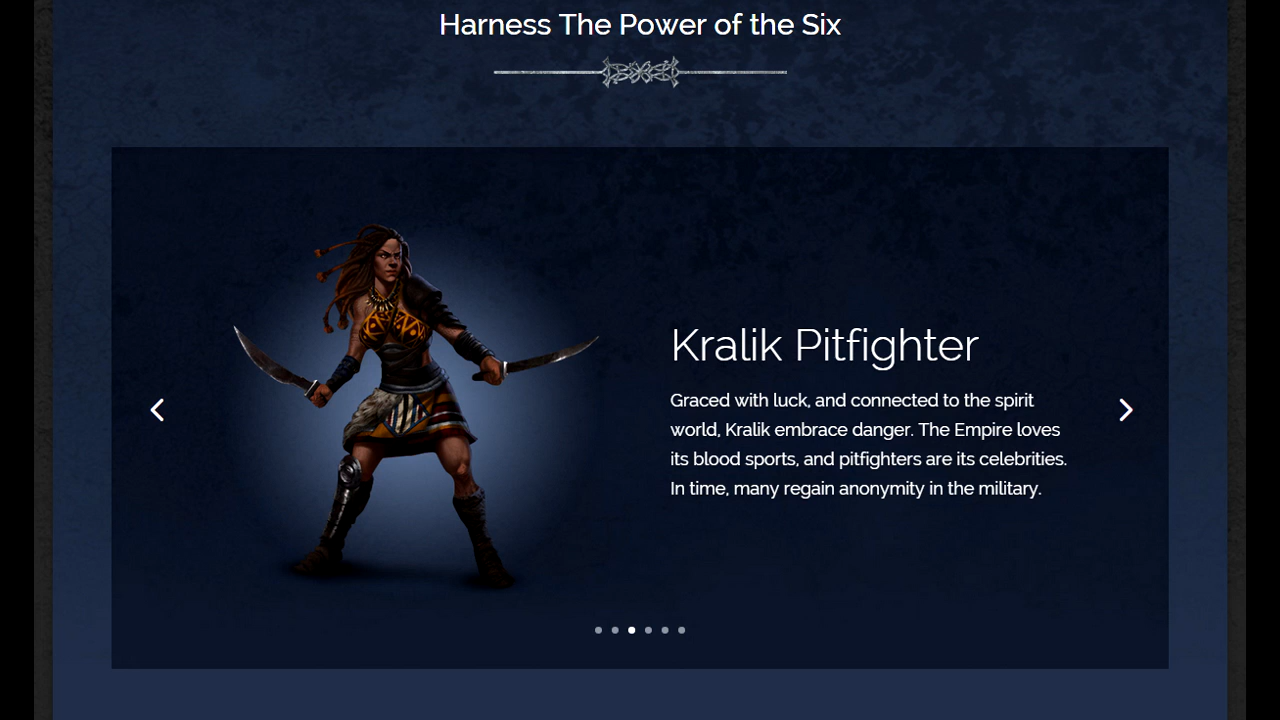 Harness The Power of the Six
Kralik Pitfighter
Graced with luck, and connected to the spirit
world, Kralik embrace danger. The Empire loves
its blood sports, and pitfighters are its celebrities.
In time, many regain anonymity in the military.